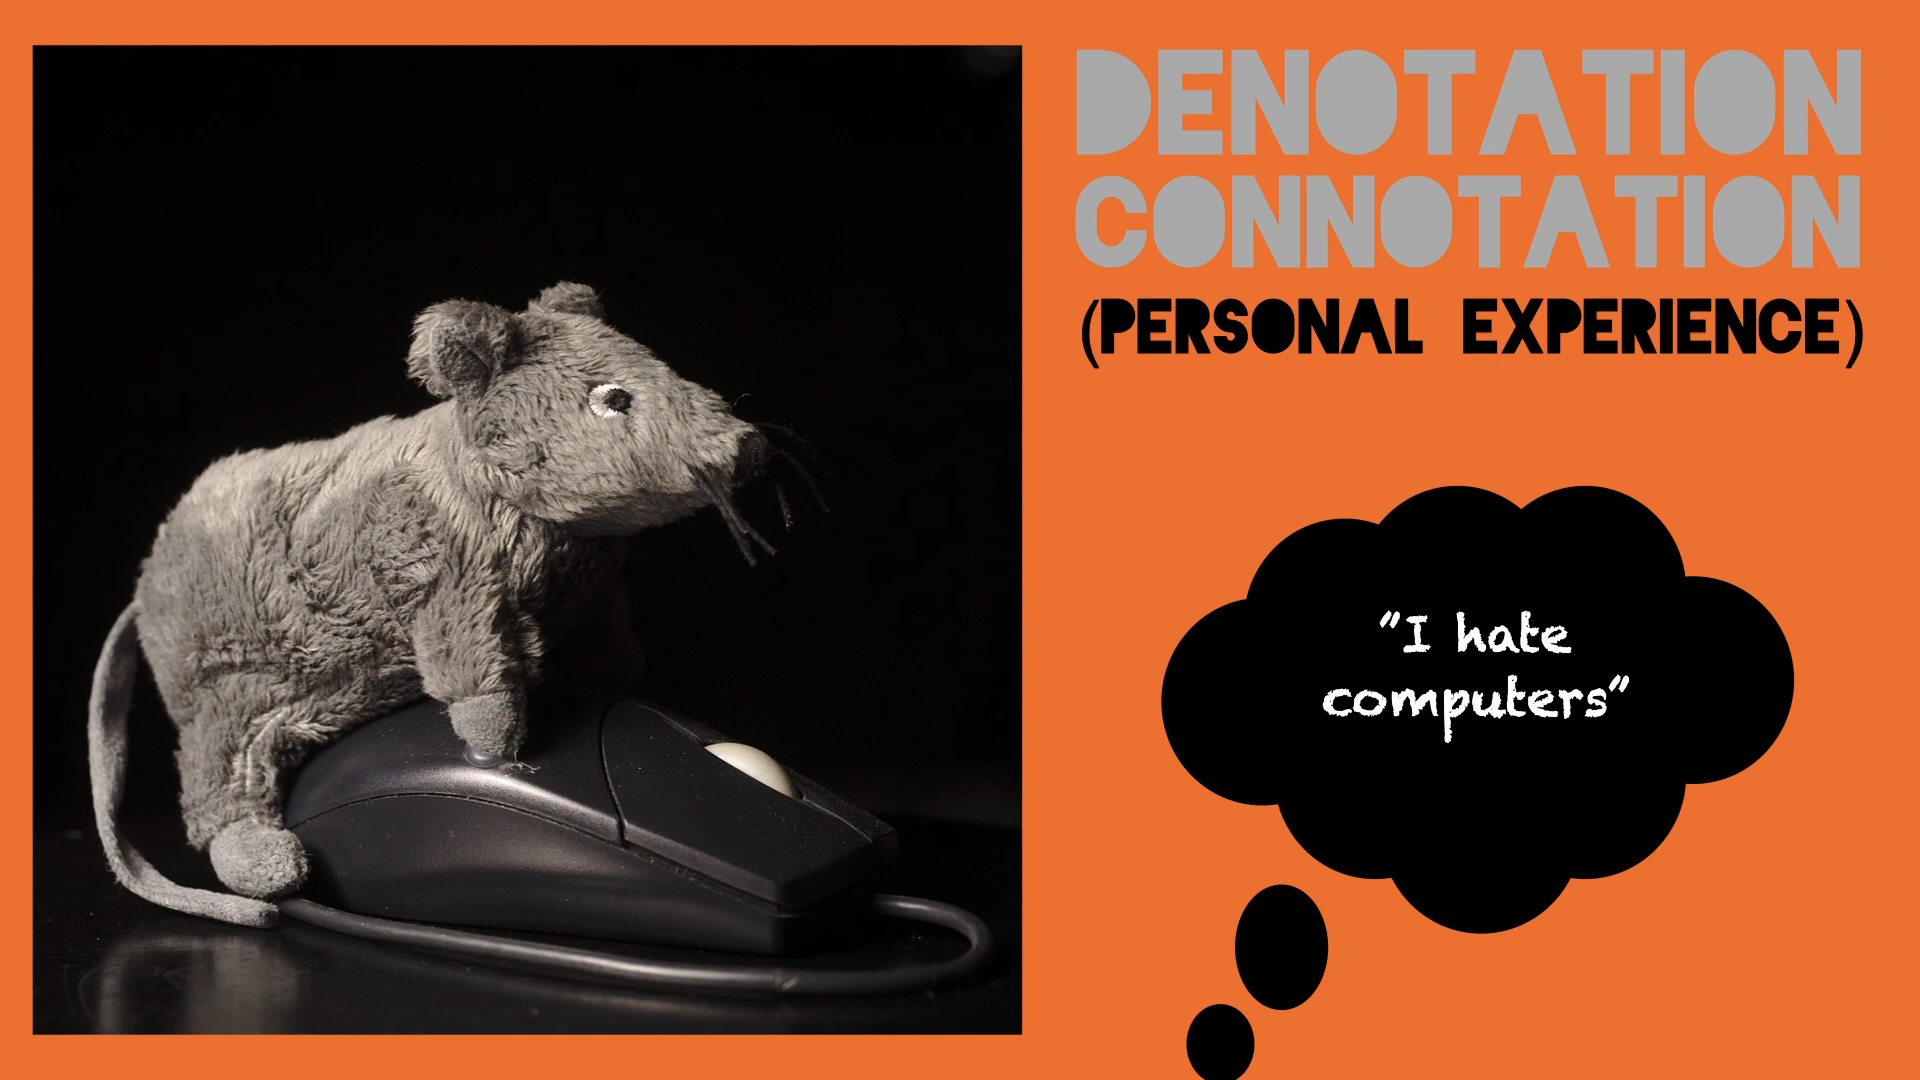 DENOTATION
CONNOTATION
(PERSONAL EXPERIENCE)
"I hate
computers"